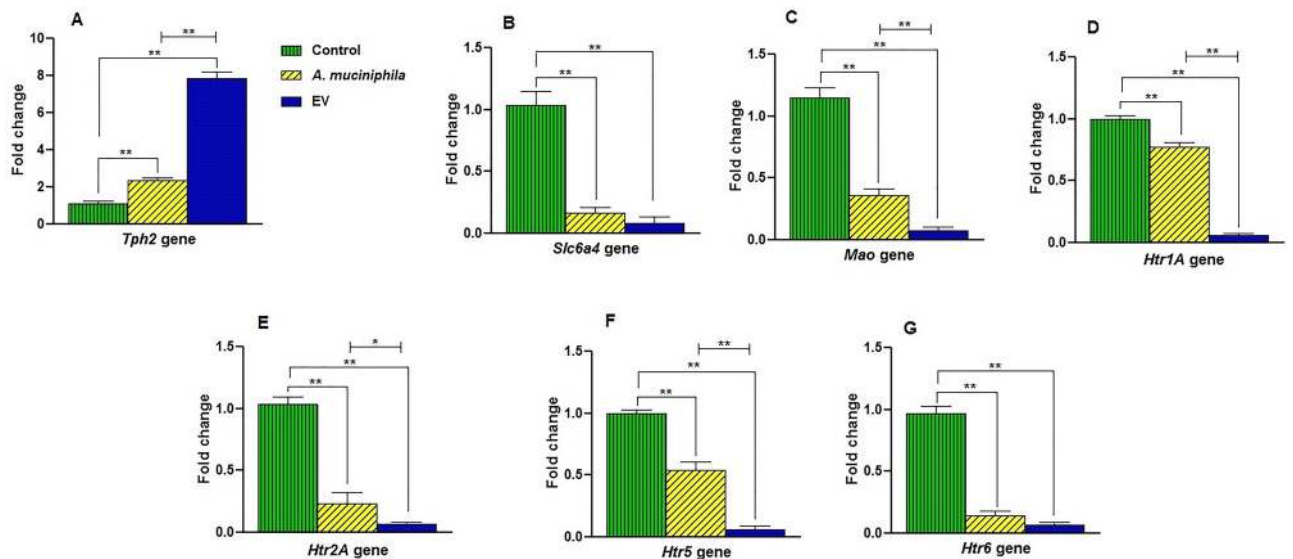 A
**
**
**
10
8
6
4
2
0
Fold change
Tph2 gene
Control
A. muciniphila
EV
B
**
**
1.5
1.0
0.5
0.0
Fold change
Slc6a4 gene
C
**
**
**
1.5
1.0
0.5
0.0
Fold change
Mao gene
D
**
**
**
1.5
1.0
0.5
0.0
Fold change
Htr1A gene
E
*
**
**
1.5
1.0
0.5
0.0
Fold change
Htr2A gene
F
**
**
**
1.5
1.0
0.5
0.0
Fold change
Htr5 gene
G
**
**
1.5
1.0
0.5
0.0
Fold change
Htr6 gene